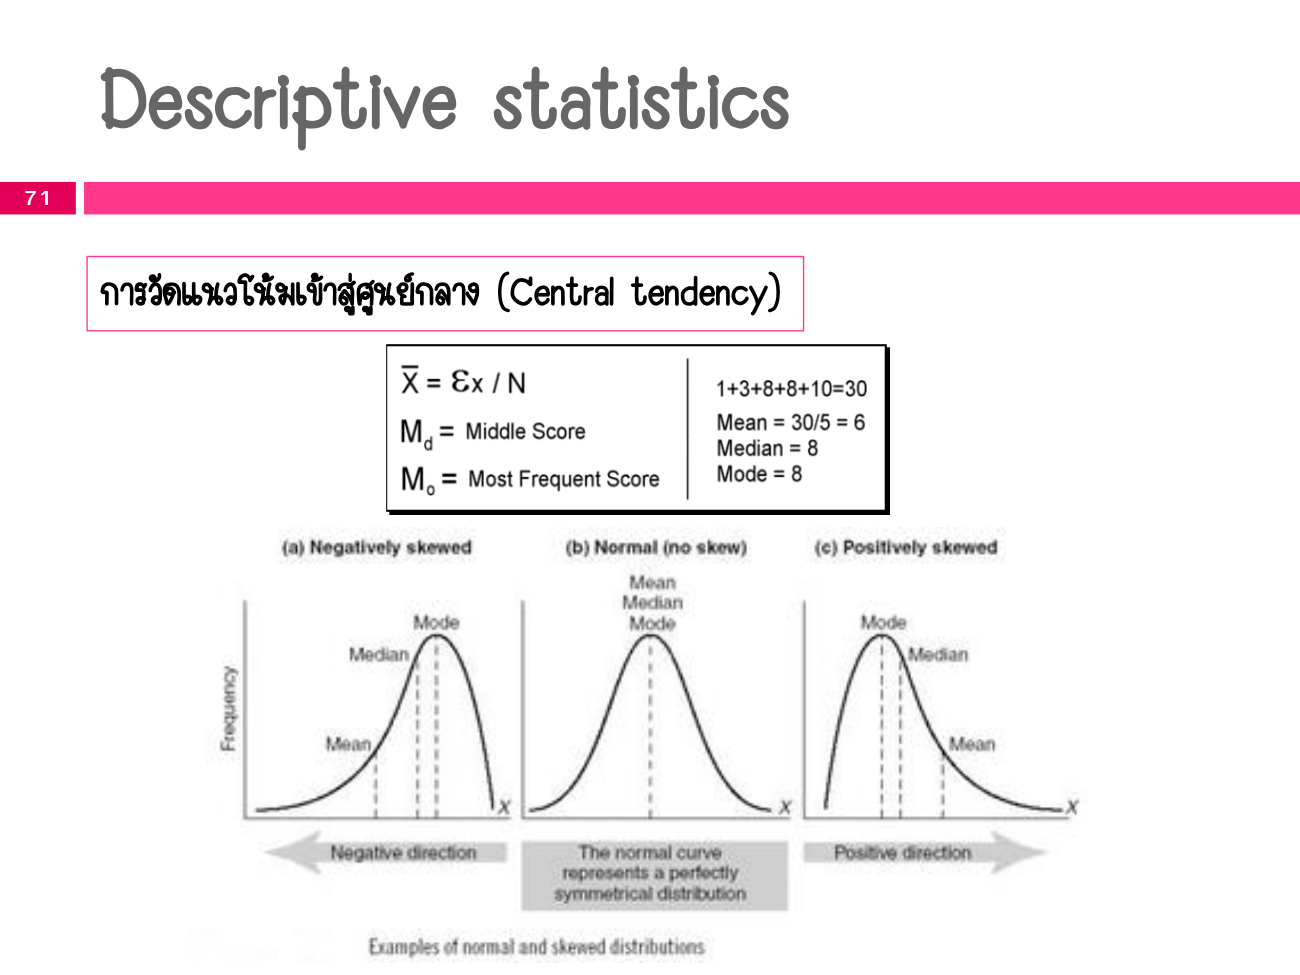 Descriptive statistics
71
การวัดแนวโน้มเข้าสู่ศูนย์กลาง (Central tendency)
X̅ = Ɛx / N
Md = Middle Score
Mo = Most Frequent Score
1+3+8+8+10=30
Mean = 30/5 = 6
Median = 8
Mode = 8
(a) Negatively skewed
Mode
Median
Mean
Frequency
X
Negative direction
(b) Normal (no skew)
Mean
Median
Mode
X
The normal curve
represents a perfectly
symmetrical distribution
(c) Positively skewed
Mode
Median
Mean
X
Positive direction
Examples of normal and skewed distributions